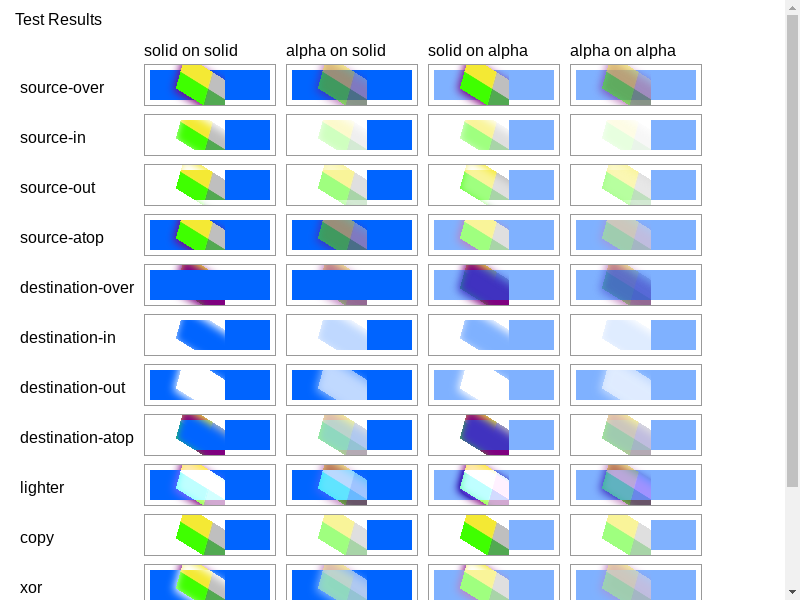 Test Results
solid on solid alpha on solid solid on alpha alpha on alpha
source-over
source-in
source-out
source-atop
destination-over
destination-in
destination-out
destination-atop
lighter
copy
xor